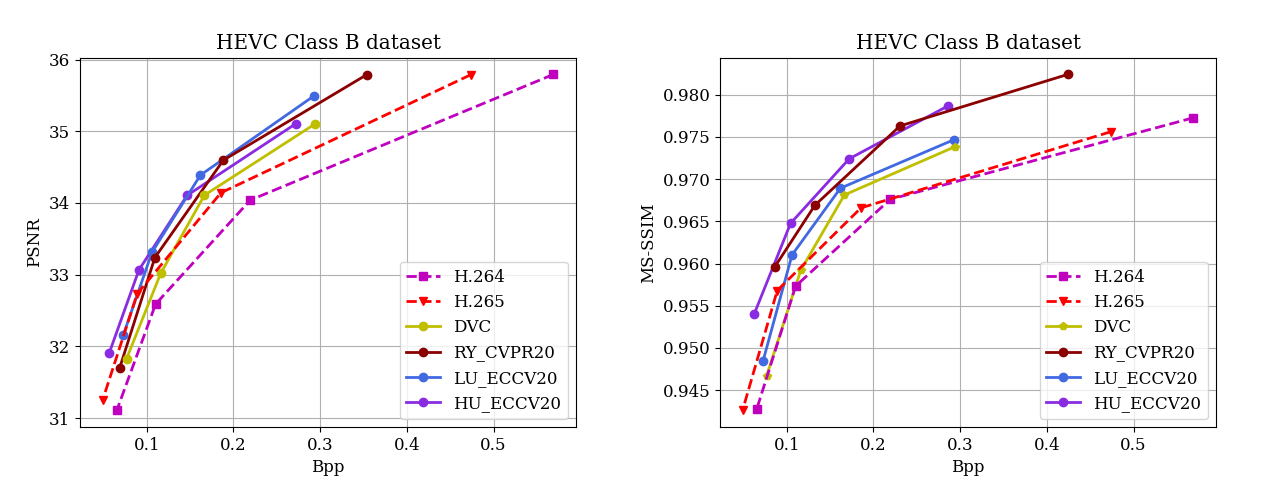 HEVC Class B dataset
36
35
34
33
32
31
PSNR
0.1
0.2
0.3
0.4
0.5
Bpp
H.264
H.265
DVC
RY_CVPR20
LU_ECCV20
HU_ECCV20
HEVC Class B dataset
0.980
0.975
0.970
0.965
0.960
0.955
0.950
0.945
MS-SSIM
0.1
0.2
0.3
0.4
0.5
Bpp
H.264
H.265
DVC
RY_CVPR20
LU_ECCV20
HU_ECCV20